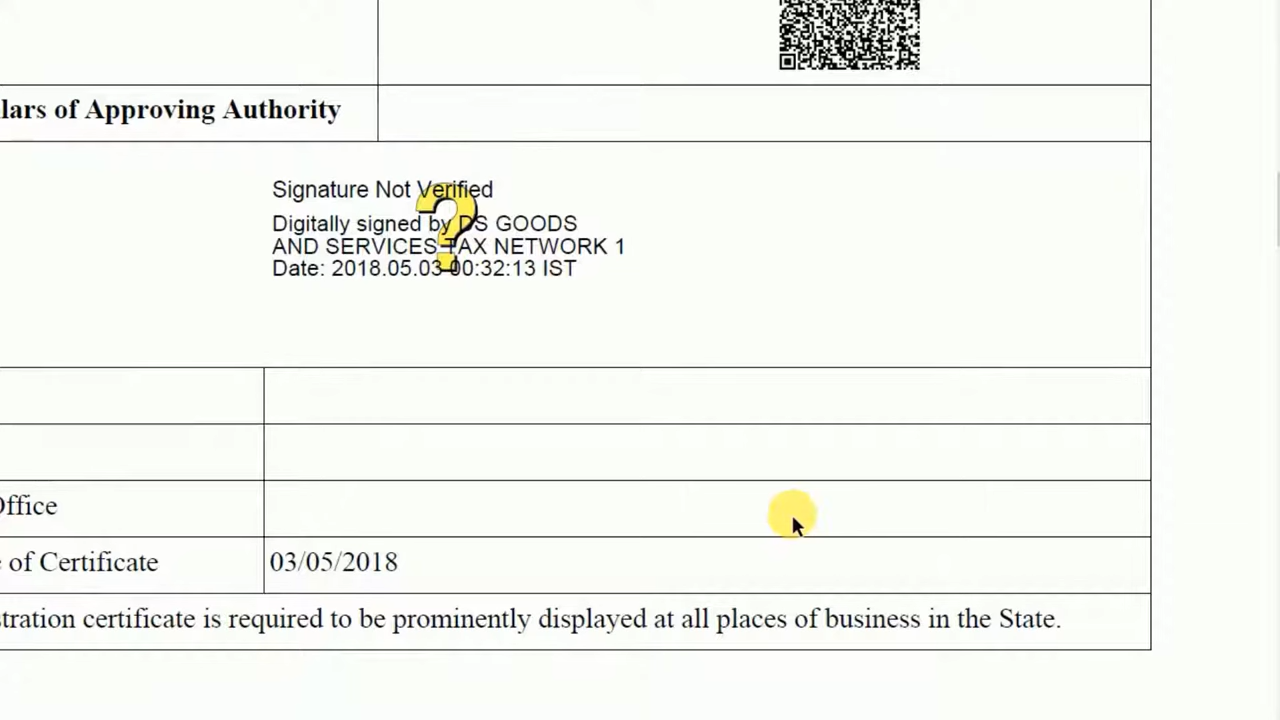 lars of Approving Authority
Signature Not Verified
Digitally signed by DS GOODS
AND SERVICES TAX NETWORK 1
Date: 2018.05.03 00:32:13 IST
Office
e of Certificate 03/05/2018
stration certificate is required to be prominently displayed at all places of business in the State.